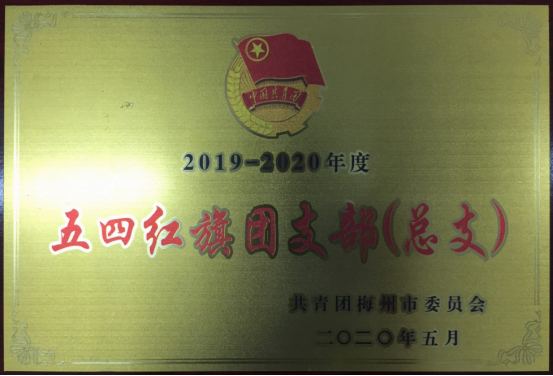 中国共青团
2019-2020年度
五四红旗团支部(总支)
共青团梅州市委员会
二〇二〇年五月